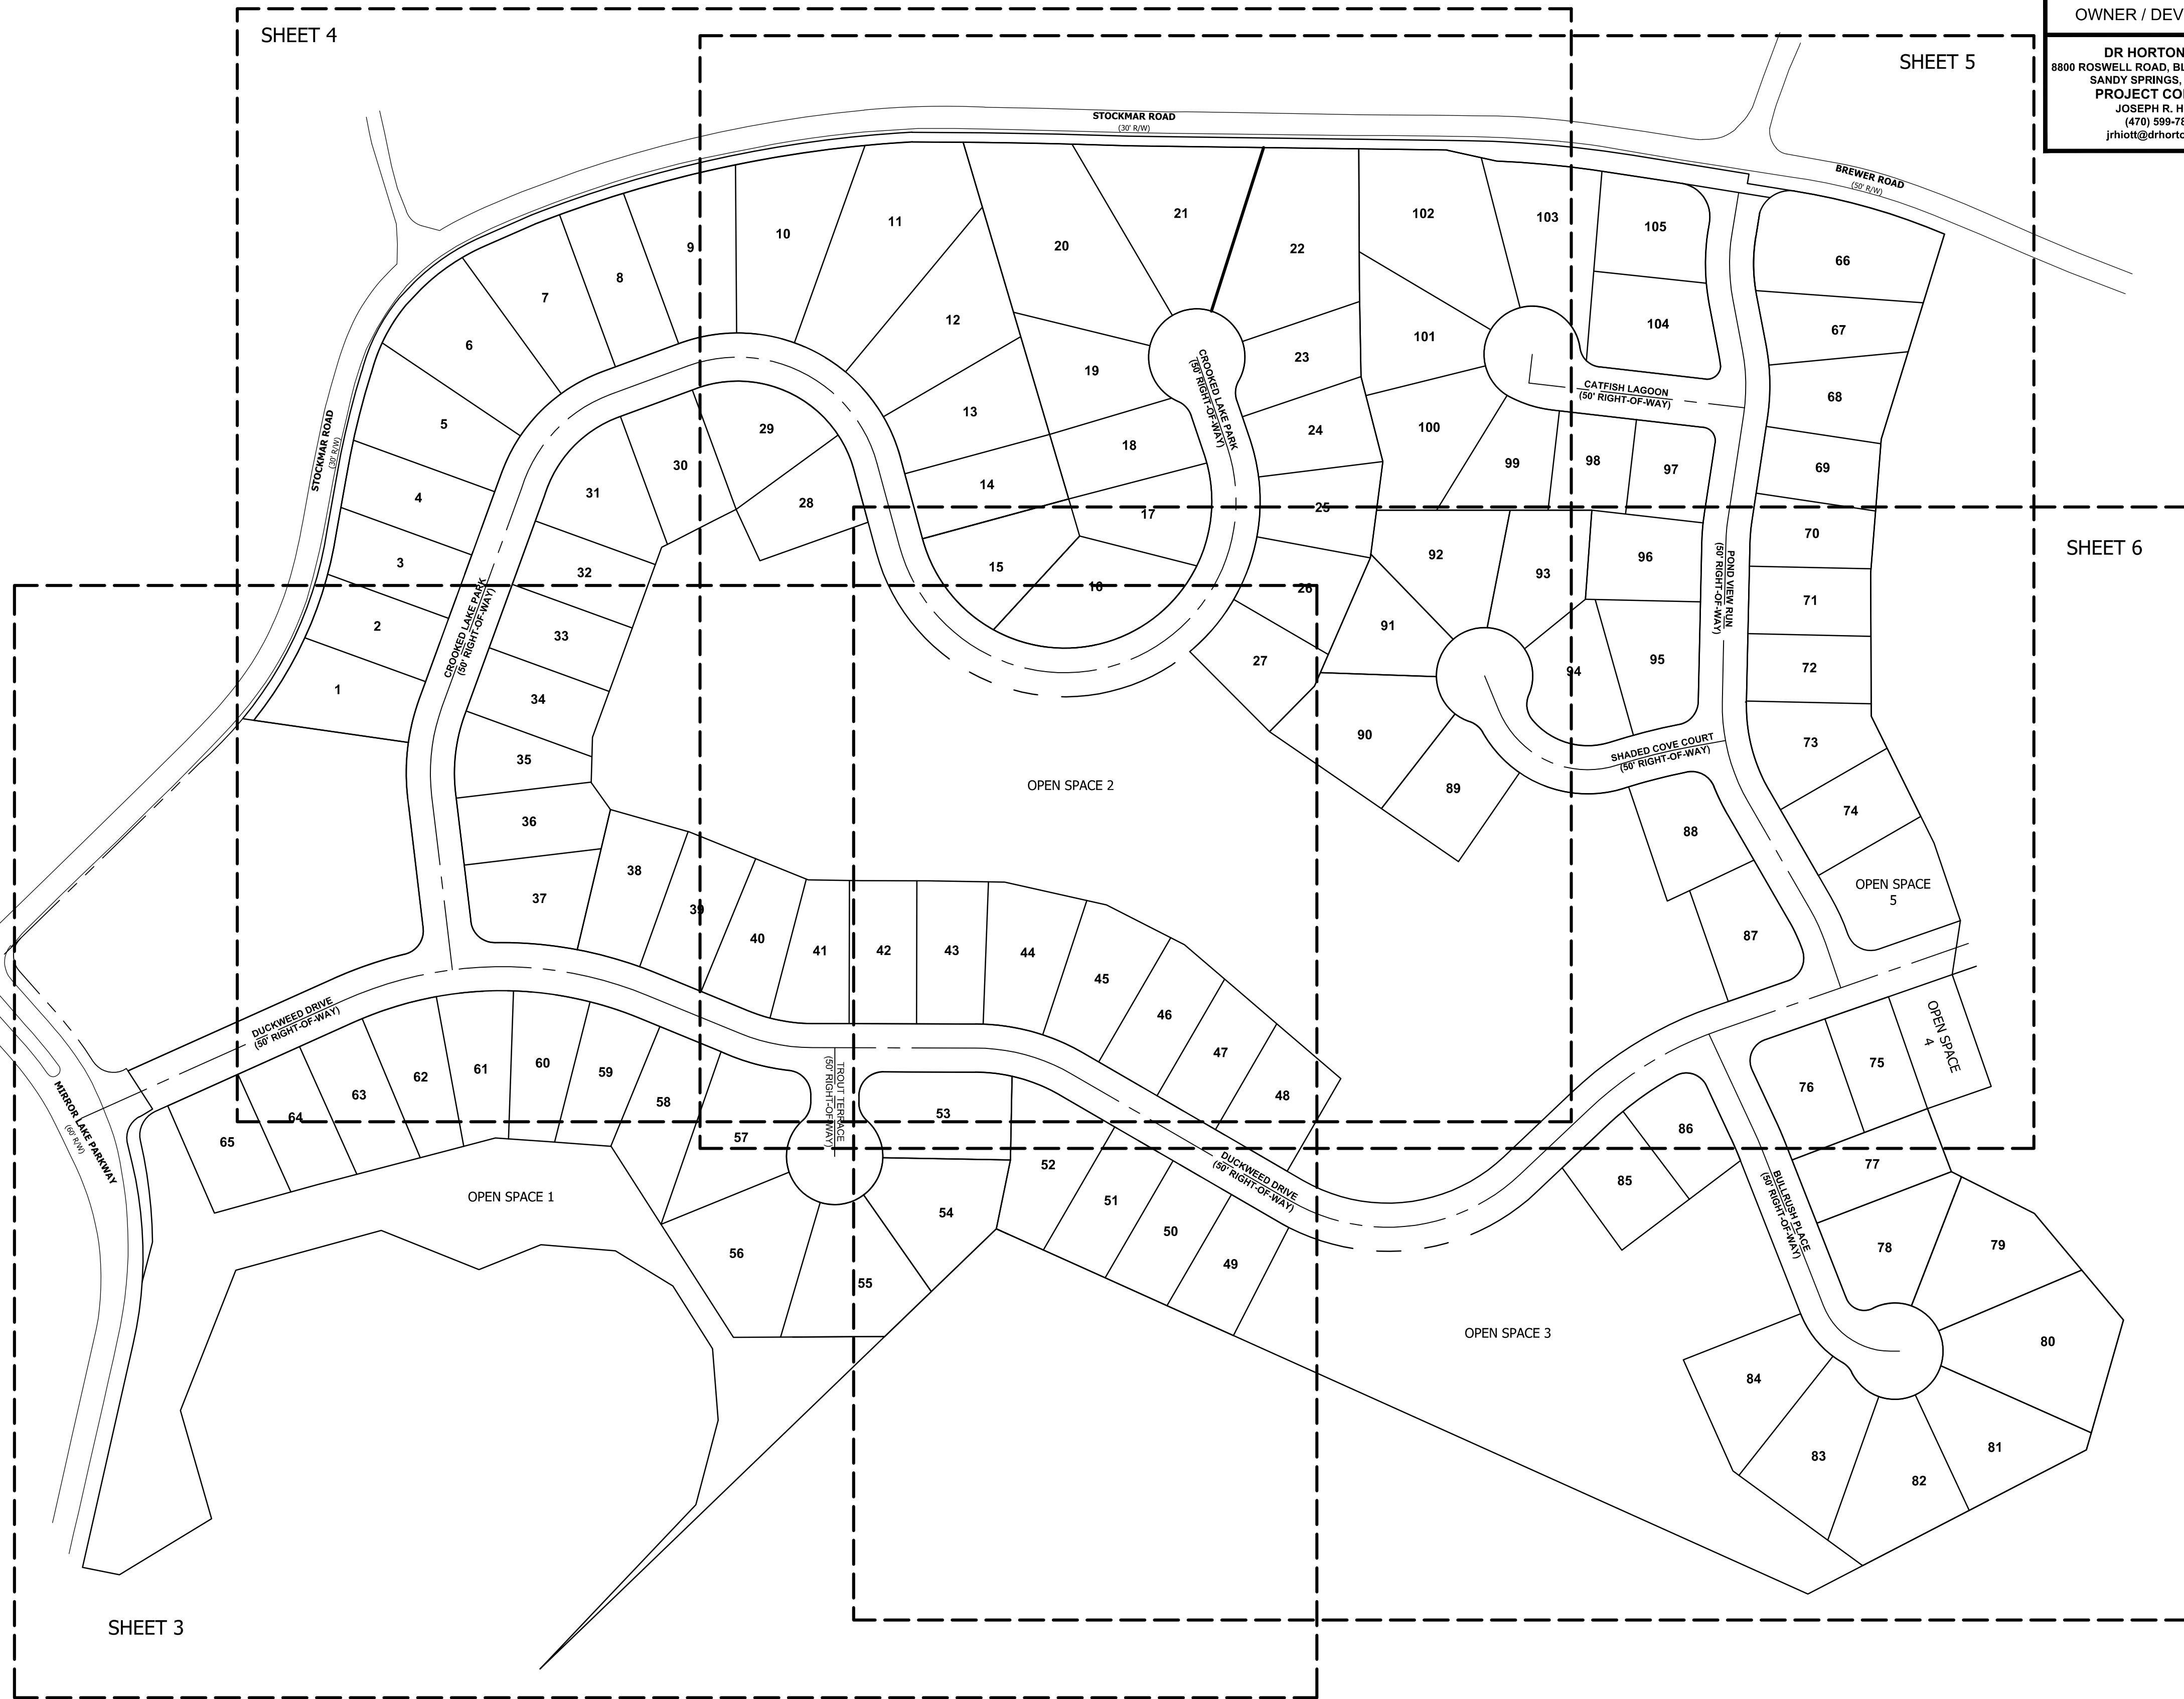 OWNER / DEV
SHEET 4
SHEET 5
DR HORTON
8800 ROSWELL ROAD, BL
SANDY SPRINGS,
PROJECT CO
JOSEPH R. H
(470) 599-78
jrhiott@drhorto
STOCKMAR ROAD
(30' R/W)
BREWER ROAD
(50' R/W)
21
102
103
105
11
10
20
22
9
8
66
7
12
104
67
6
101
23
19
CROOKED LAKE PARK
(50' RIGHT-OF-WAY)
CATFISH LAGOON
(50' RIGHT-OF-WAY)
68
13
5
29
100
24
18
STOCKMAR ROAD
(30' R/W)
30
99
98
97
69
14
31
4
28
17
25
70
SHEET 6
92
96
3
15
32
93
POND VIEW RUN
(50' RIGHT-OF-WAY)
16
26
71
CROOKED LAKE PARK
(50' RIGHT-OF-WAY)
2
33
91
27
95
72
94
1
34
90
73
SHADED COVE COURT
(50' RIGHT-OF-WAY)
35
OPEN SPACE 2
89
74
36
88
38
OPEN SPACE
5
37
39
40
41
42
43
44
87
45
46
DUCKWEED DRIVE
(50' RIGHT-OF-WAY)
47
OPEN SPACE
4
48
75
76
61
60
59
62
63
58
64
65
57
TROUT TERRACE
(50' RIGHT-OF-WAY)
53
MIRROR LAKE PARKWAY
(60' R/W)
86
52
77
DUCKWEED DRIVE
(50' RIGHT-OF-WAY)
85
OPEN SPACE 1
51
54
BULLRUSH PLACE
(50' RIGHT-OF-WAY)
50
56
78
79
49
55
OPEN SPACE 3
80
84
81
83
82
SHEET 3